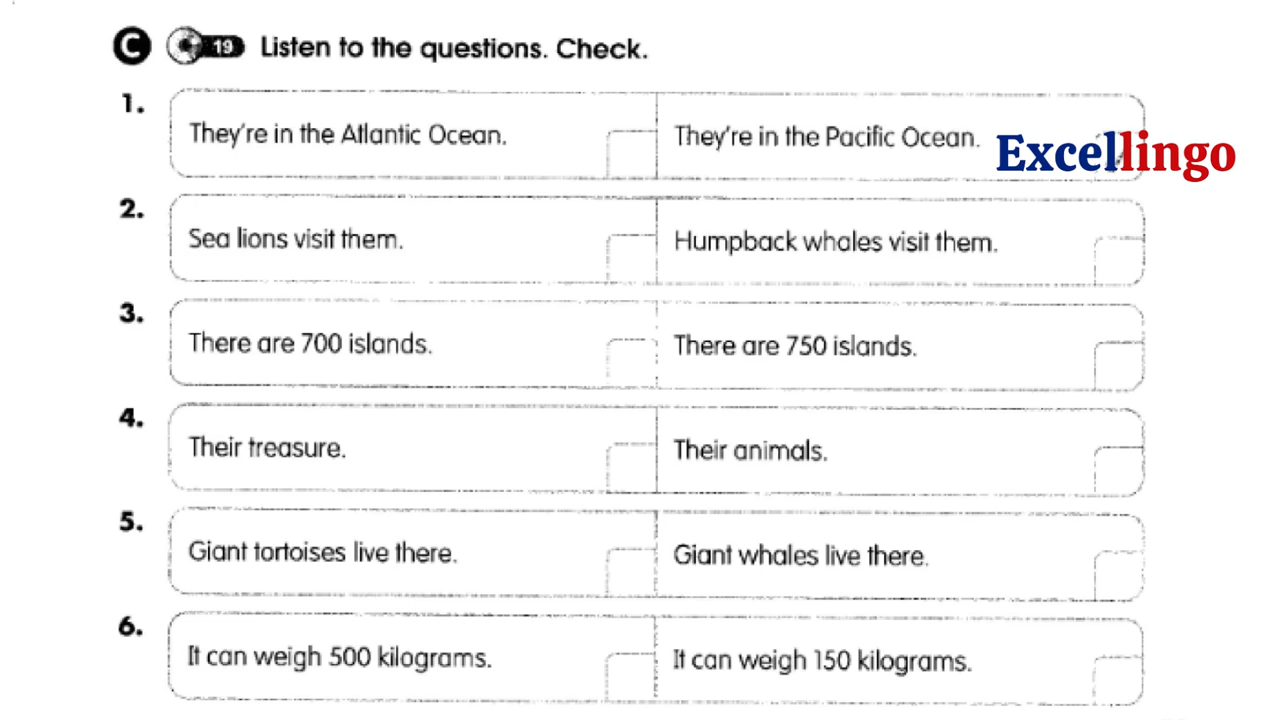 C 19 Listen to the questions. Check.
1. They're in the Atlantic Ocean. They're in the Pacific Ocean.
Excellingo
2. Sea lions visit them. Humpback whales visit them.
3. There are 700 islands. There are 750 islands.
4. Their treasure. Their animals.
5. Giant tortoises live there. Giant whales live there.
6. It can weigh 500 kilograms. It can weigh 150 kilograms.